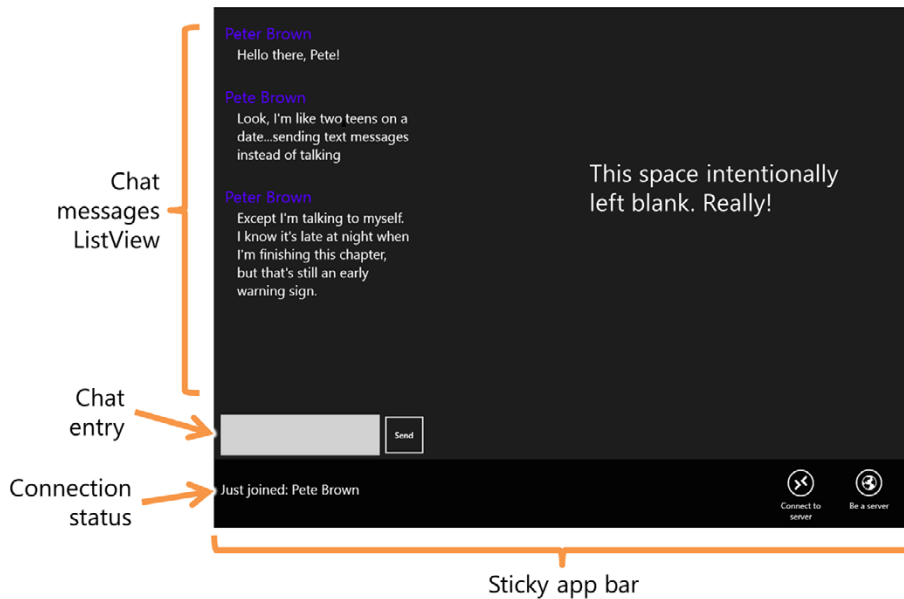 Peter Brown
Hello there, Pete!
Pete Brown
Look, I'm like two teens on a
date...sending text messages
instead of talking
Peter Brown
Except I'm talking to myself.
I know it's late at night when
I'm finishing this chapter,
but that's still an early
warning sign.
Chat
messages
ListView
This space intentionally
left blank. Really!
Chat
entry
Send
Connection
status
Just joined: Pete Brown
Connect to
server
Be a server
Sticky app bar